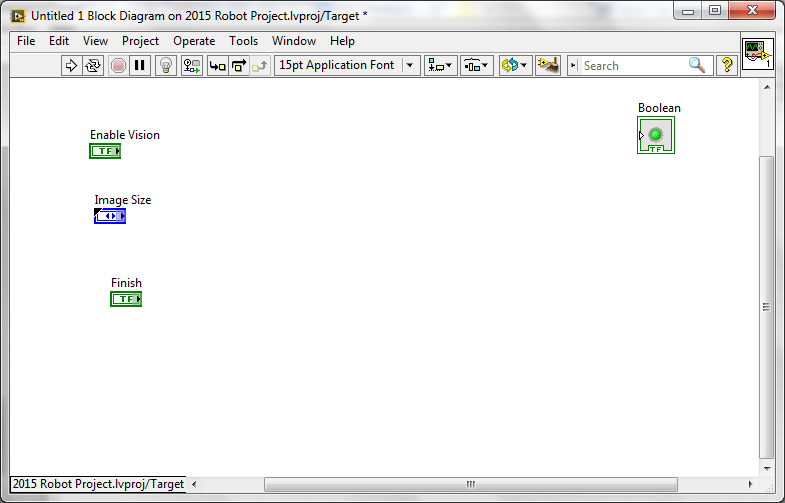 Untitled 1 Block Diagram on 2015 Robot Project.lvproj/Target *
File Edit View Project Operate Tools Window Help
15pt Application Font Search ? 1
Boolean
TF
Enable Vision
TF
Image Size
Finish
TF
2015 Robot Project.lvproj/Target